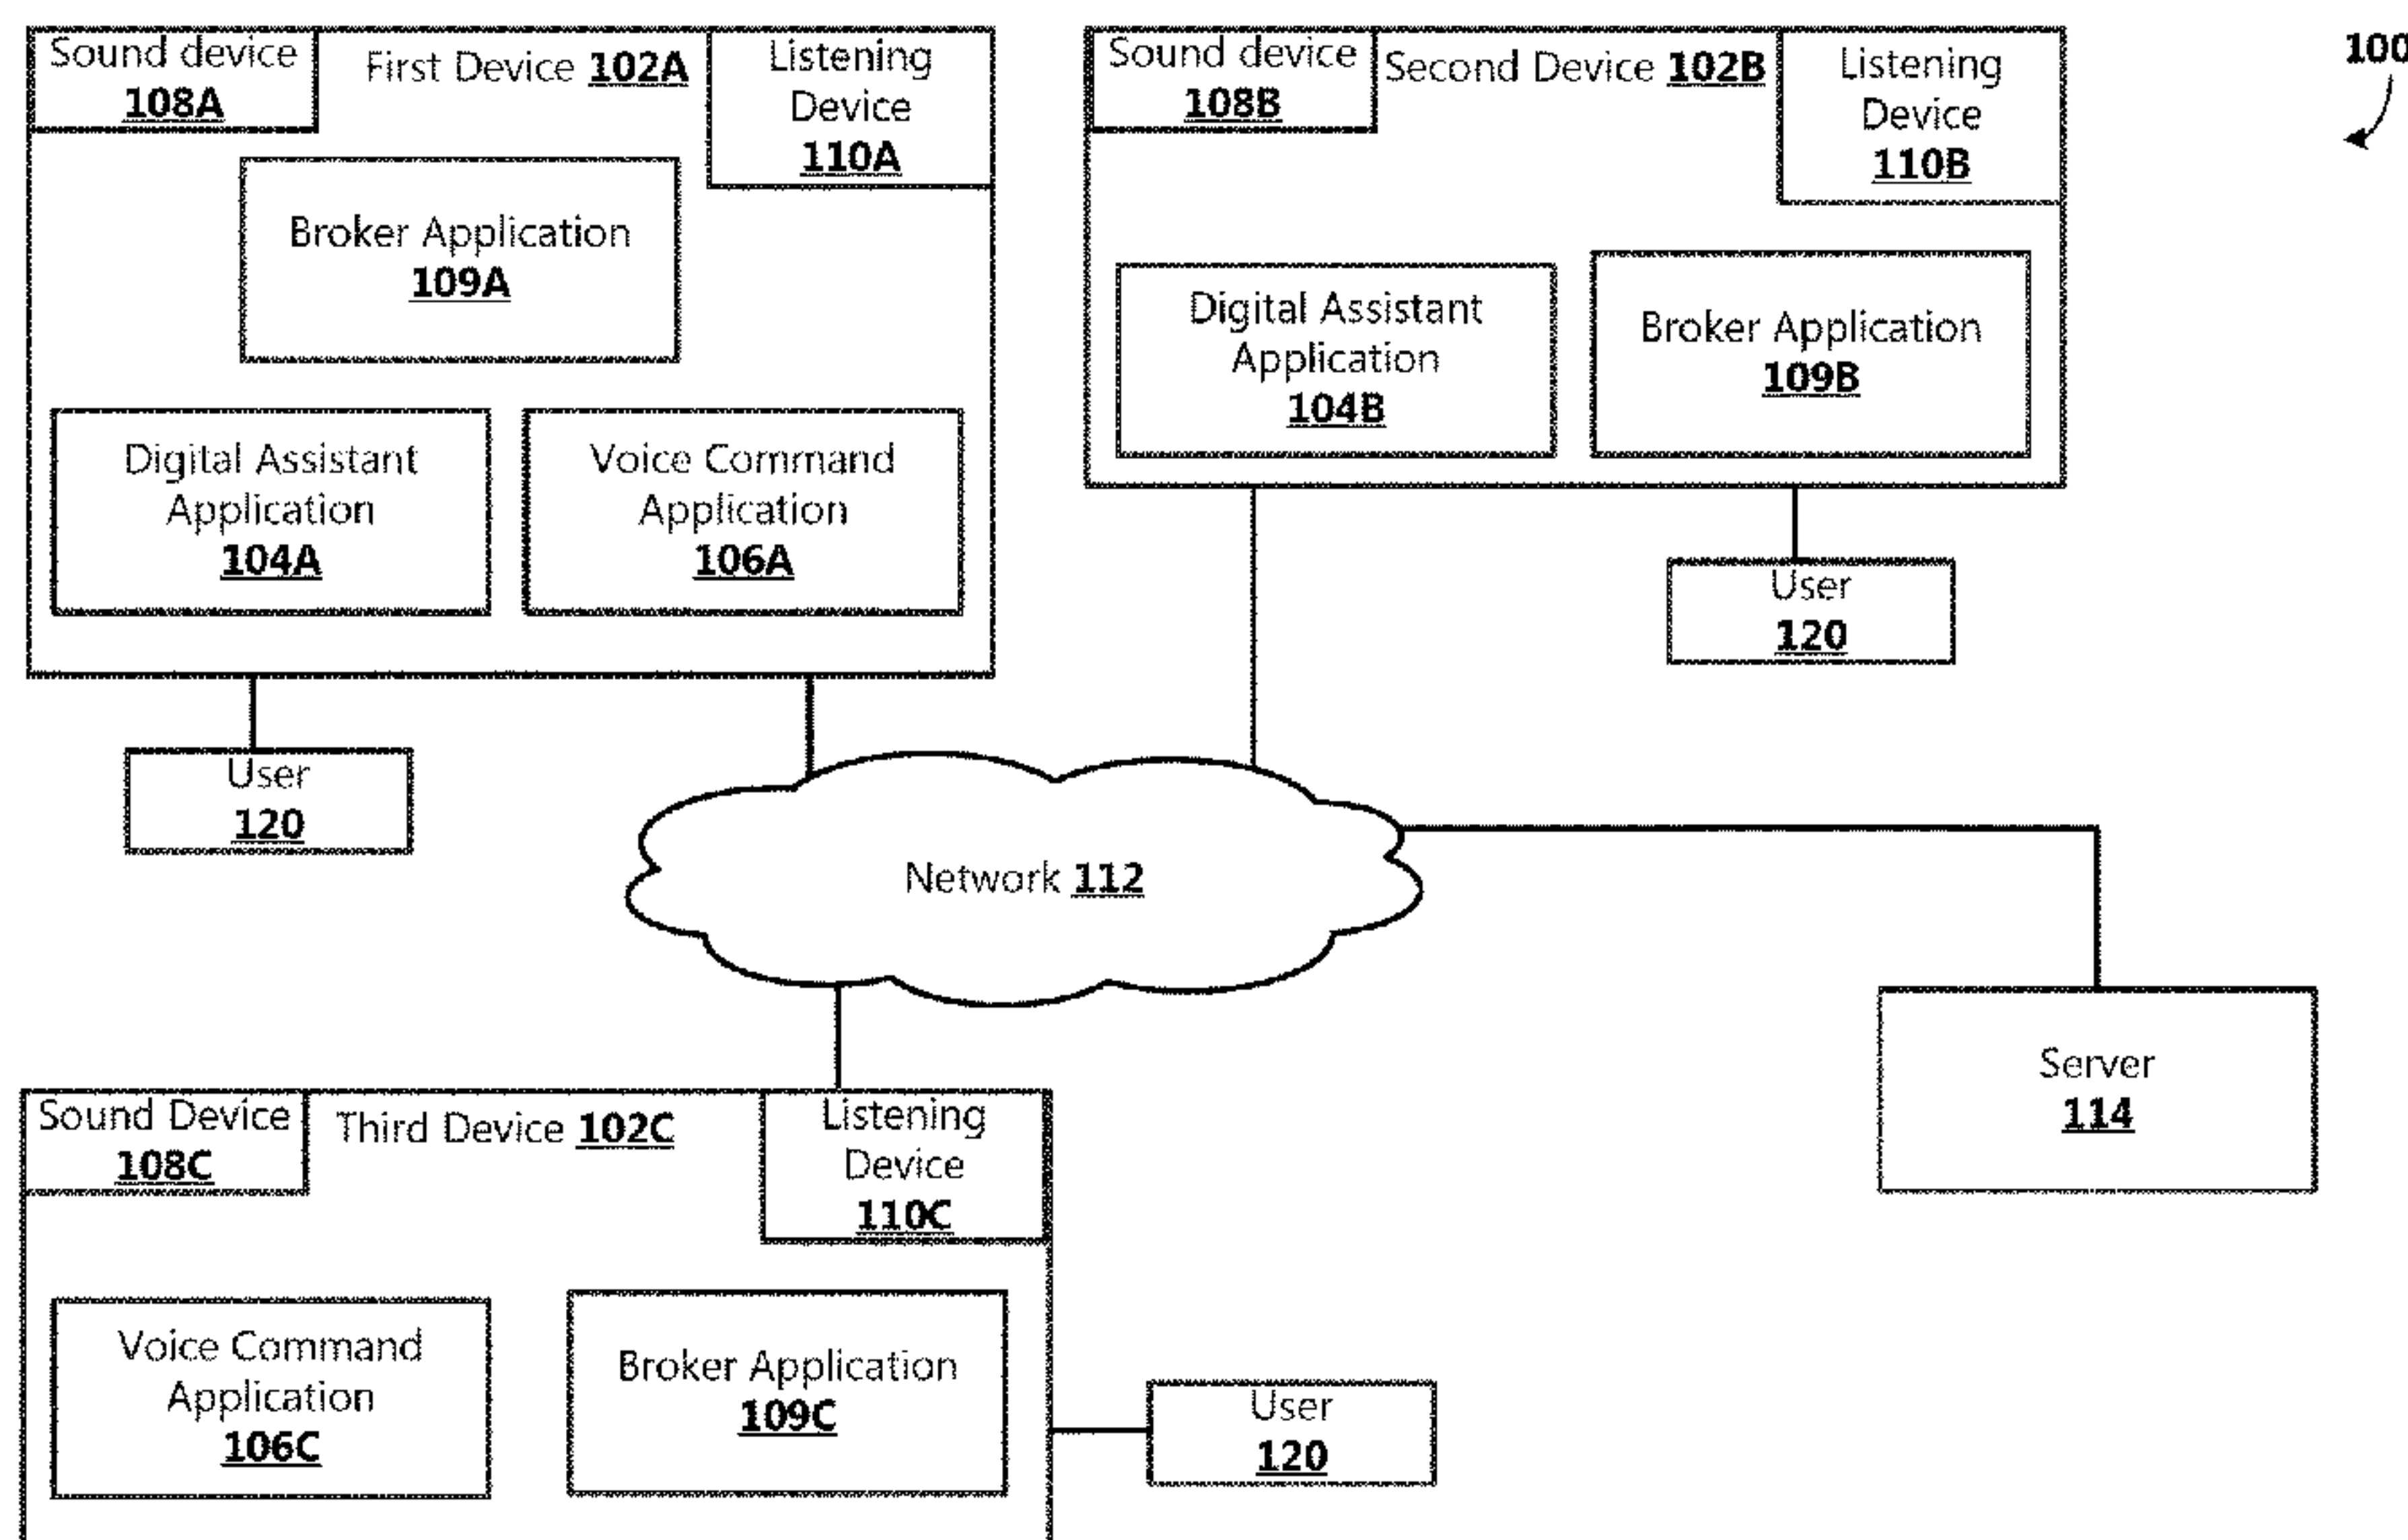 Sound device
108A
First Device 102A
Listening
Device
110A
Broker Application
109A
Digital Assistant
Application
104A
Voice Command
Application
106A
User
120
Sound device
108B
Second Device 102B
Listening
Device
110B
Digital Assistant
Application
104B
Broker Application
109B
User
120
100
Network 112
Server
114
Sound Device
108C
Third Device 102C
Listening
Device
110C
Voice Command
Application
106C
Broker Application
109C
User
120